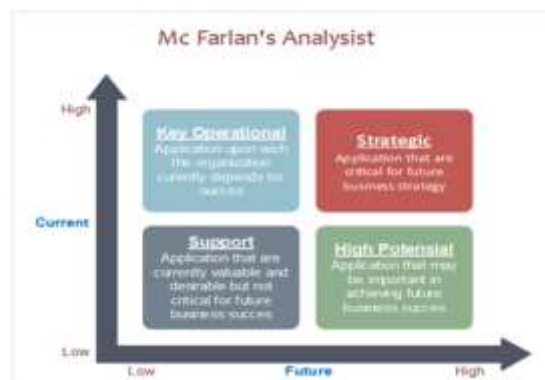 Mc Farlan's Analysist
High
Key Operational
Application upon wich
the organization
curently depends for
success
Strategic
Application that are
critical for future
business strategy
Current
Support
Application that are
currently valuable and
desirable but not
critical for future
business success
High Potensial
Application that may
be important in
achieving future
business success
Low
Low
Future
High